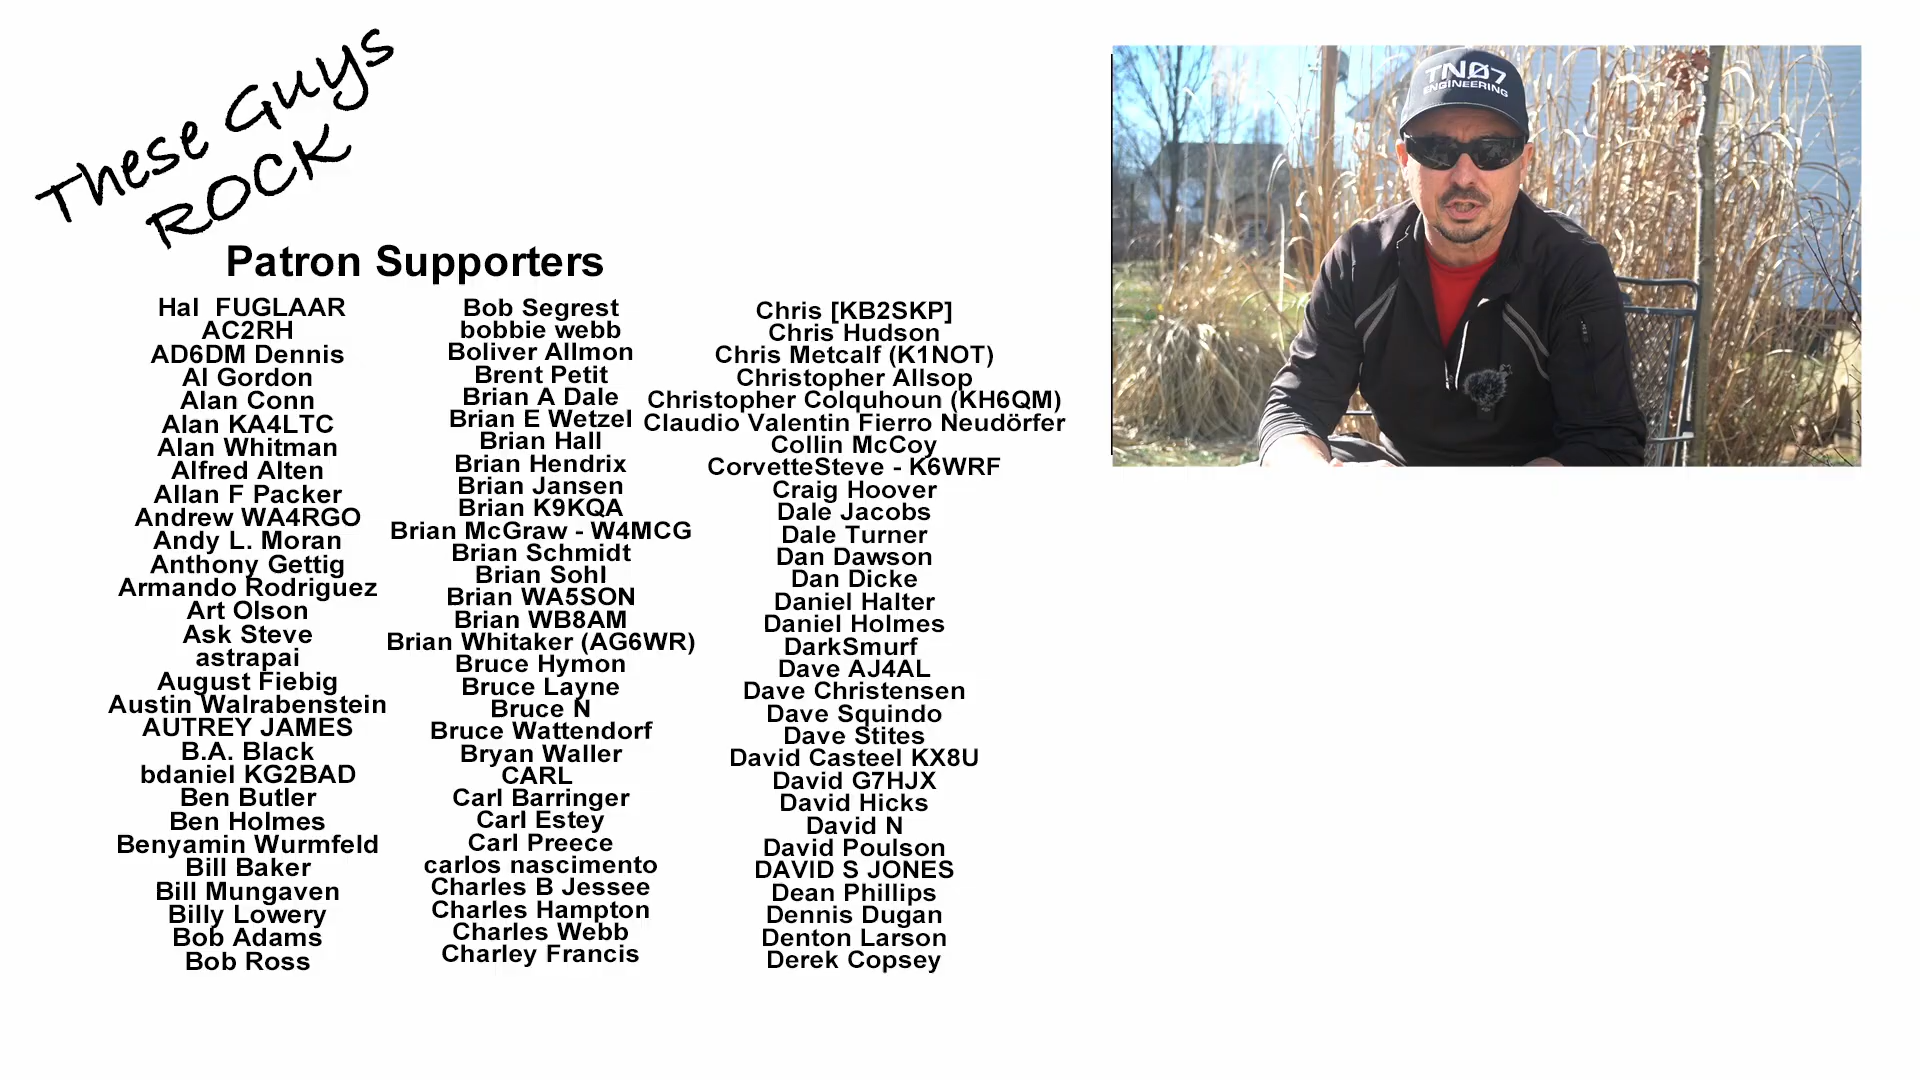 These Guys
ROCK
Patron Supporters
Hal FUGLAAR
AC2RH
AD6DM Dennis
Al Gordon
Alan Conn
Alan KA4LTC
Alan Whitman
Alfred Alten
Allan F Packer
Andrew WA4RGO
Andy L. Moran
Anthony Gettig
Armando Rodriguez
Art Olson
Ask Steve
astrapai
August Fiebig
Austin Walrabenstein
AUTREY JAMES
B.A. Black
bdaniel KG2BAD
Ben Butler
Ben Holmes
Benyamin Wurmfeld
Bill Baker
Bill Mungaven
Billy Lowery
Bob Adams
Bob Ross
Bob Segrest
bobbie webb
Boliver Allmon
Brent Petit
Brian A Dale
Brian E Wetzel
Brian Hall
Brian Hendrix
Brian Jansen
Brian K9KQA
Brian McGraw - W4MCG
Brian Schmidt
Brian Sohl
Brian WA5SON
Brian WB8AM
Brian Whitaker (AG6WR)
Bruce Hymon
Bruce Layne
Bruce N
Bruce Wattendorf
Bryan Waller
CARL
Carl Barringer
Carl Estey
Carl Preece
carlos nascimento
Charles B Jessee
Charles Hampton
Charles Webb
Charley Francis
Chris [KB2SKP]
Chris Hudson
Chris Metcalf (K1NOT)
Christopher Allsop
Christopher Colquhoun (KH6QM)
Claudio Valentin Fierro Neudörfer
Collin McCoy
CorvetteSteve - K6WRF
Craig Hoover
Dale Jacobs
Dale Turner
Dan Dawson
Dan Dicke
Daniel Halter
Daniel Holmes
DarkSmurf
Dave AJ4AL
Dave Christensen
Dave Squindo
Dave Stites
David Casteel KX8U
David G7HJX
David Hicks
David N
David Poulson
DAVID S JONES
Dean Phillips
Dennis Dugan
Denton Larson
Derek Copsey
TNØ7
ENGINEERING